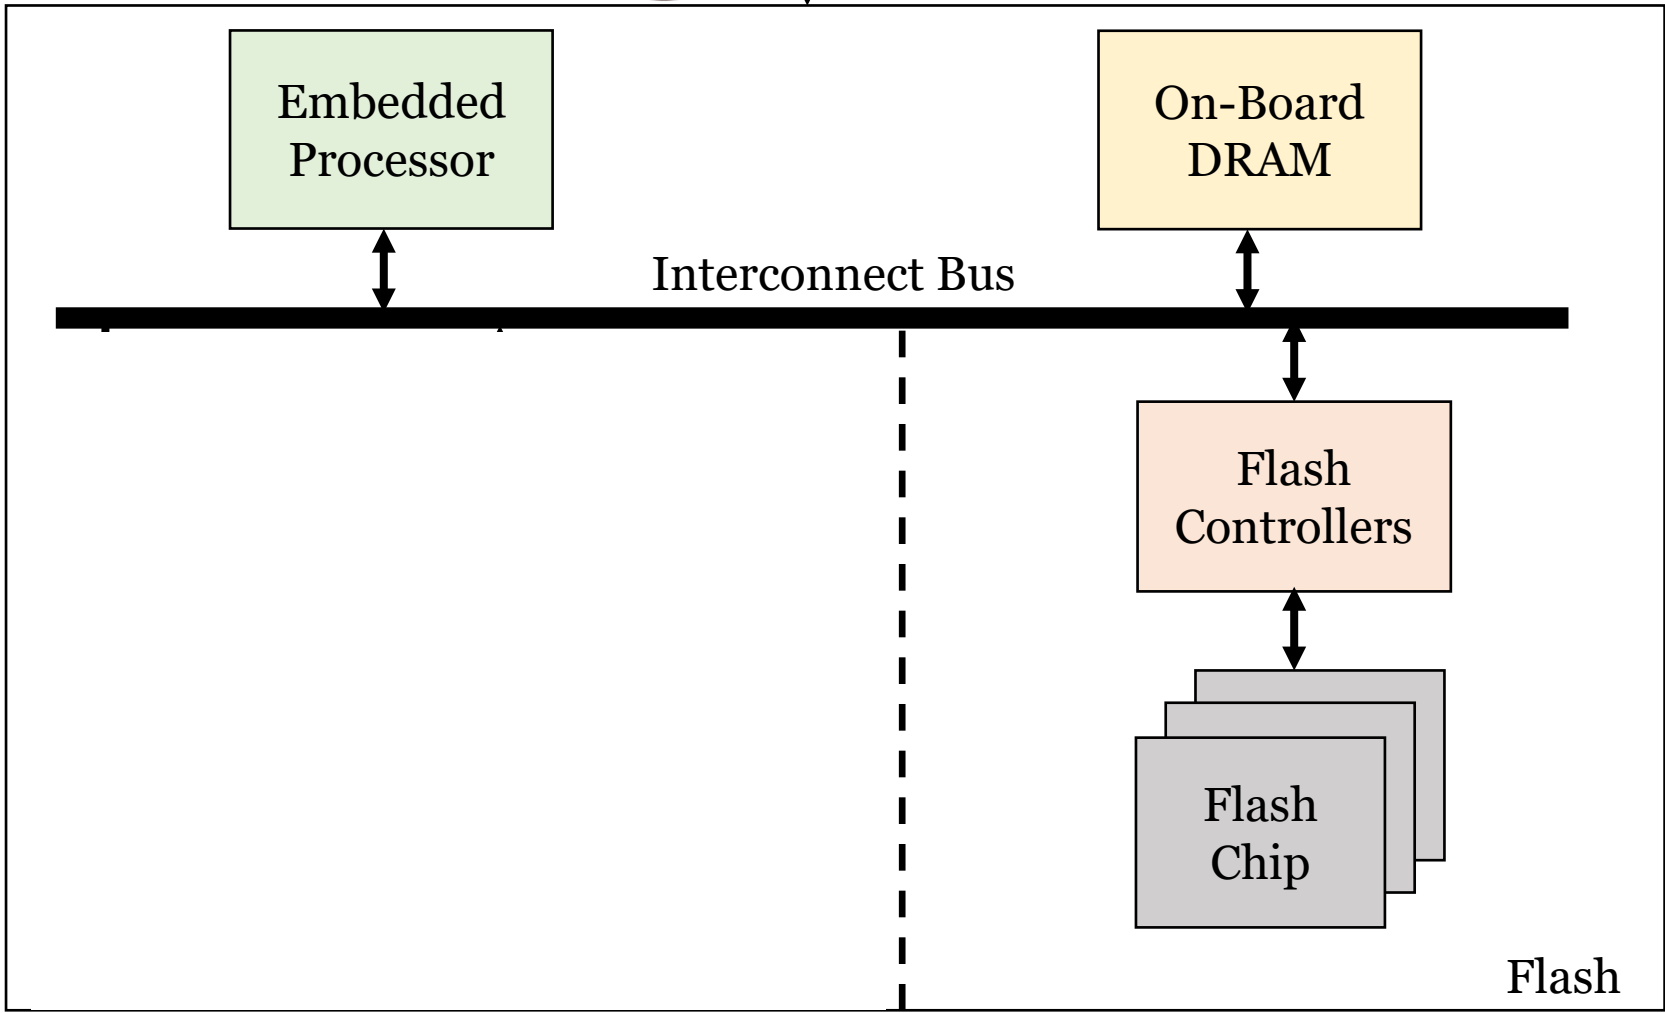 Embedded
Processor
On-Board
DRAM
Interconnect Bus
Flash
Controllers
Flash
Chip
Flash